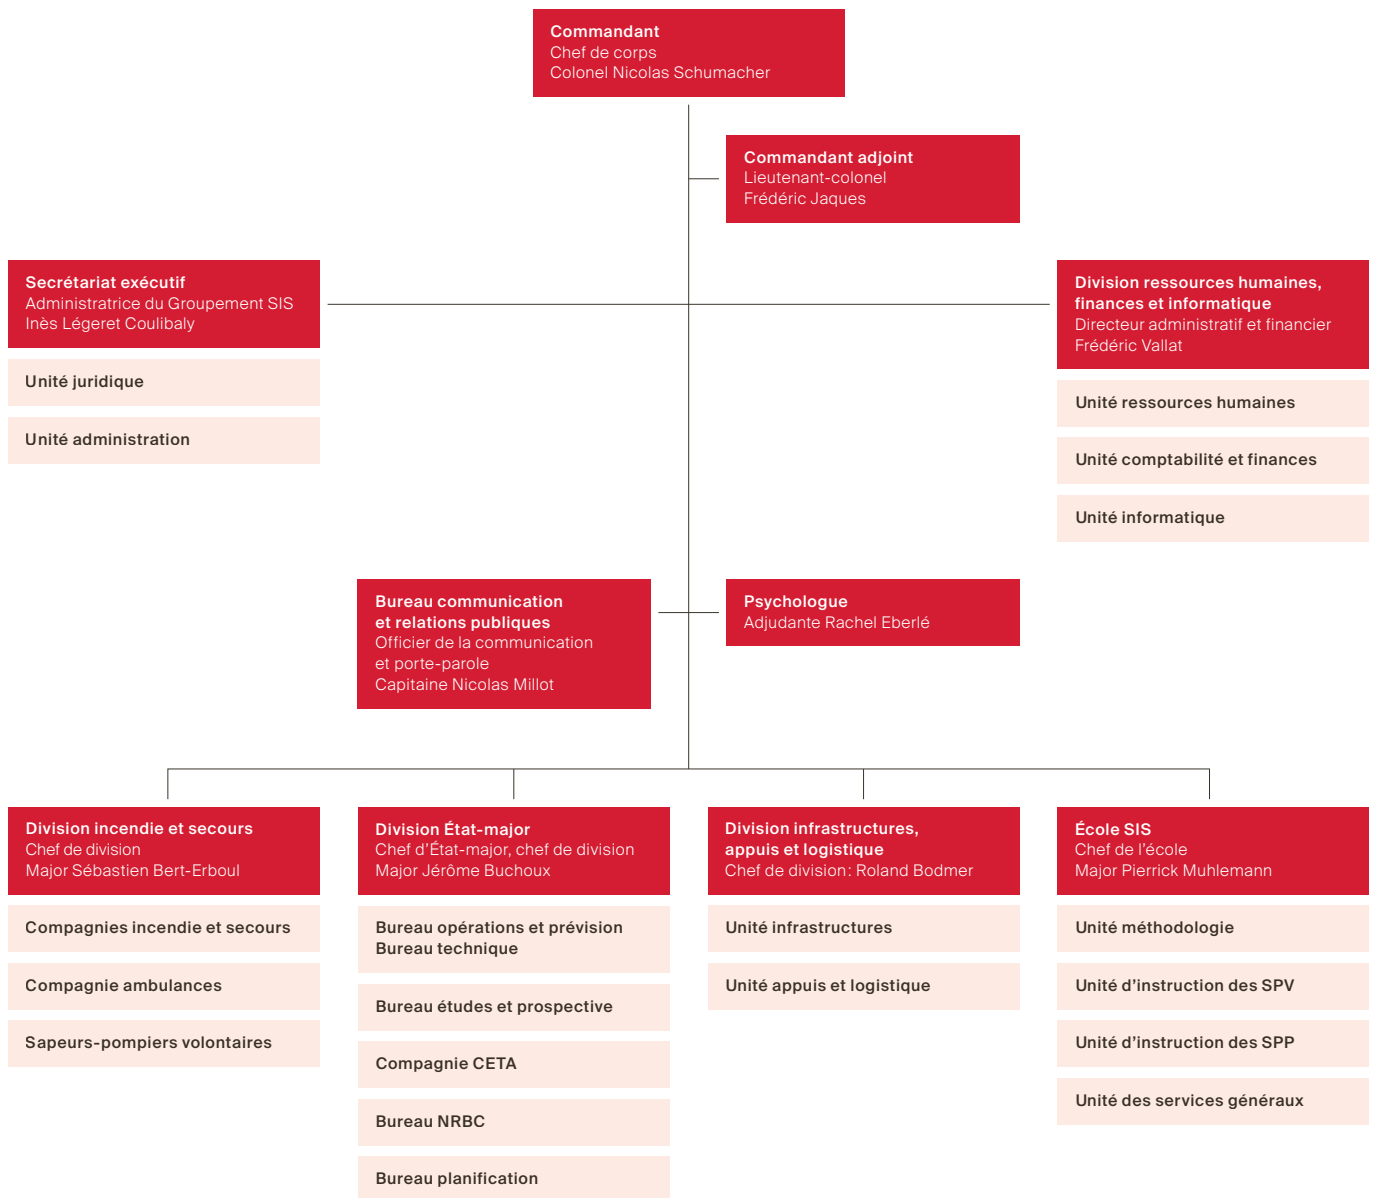 Commandant
Chef de corps
Colonel Nicolas Schumacher
Commandant adjoint
Lieutenant-colonel
Frédéric Jaques
Secrétariat exécutif
Administratrice du Groupement SIS
Inès Légeret Coulibaly
Unité juridique
Unité administration
Division ressources humaines,
finances et informatique
Directeur administratif et financier
Frédéric Vallat
Unité ressources humaines
Unité comptabilité et finances
Unité informatique
Bureau communication
et relations publiques
Officier de la communication
et porte-parole
Capitaine Nicolas Millot
Psychologue
Adjudante Rachel Eberlé
Division incendie et secours
Chef de division
Major Sébastien Bert-Erboul
Compagnies incendie et secours
Compagnie ambulances
Sapeurs-pompiers volontaires
Division État-major
Chef d'État-major, chef de division
Major Jérôme Buchoux
Bureau opérations et prévision
Bureau technique
Bureau études et prospective
Compagnie CETA
Bureau NRBC
Bureau planification
Division infrastructures,
appuis et logistique
Chef de division: Roland Bodmer
Unité infrastructures
Unité appuis et logistique
École SIS
Chef de l'école
Major Pierrick Muhlemann
Unité méthodologie
Unité d'instruction des SPV
Unité d'instruction des SPP
Unité des services généraux